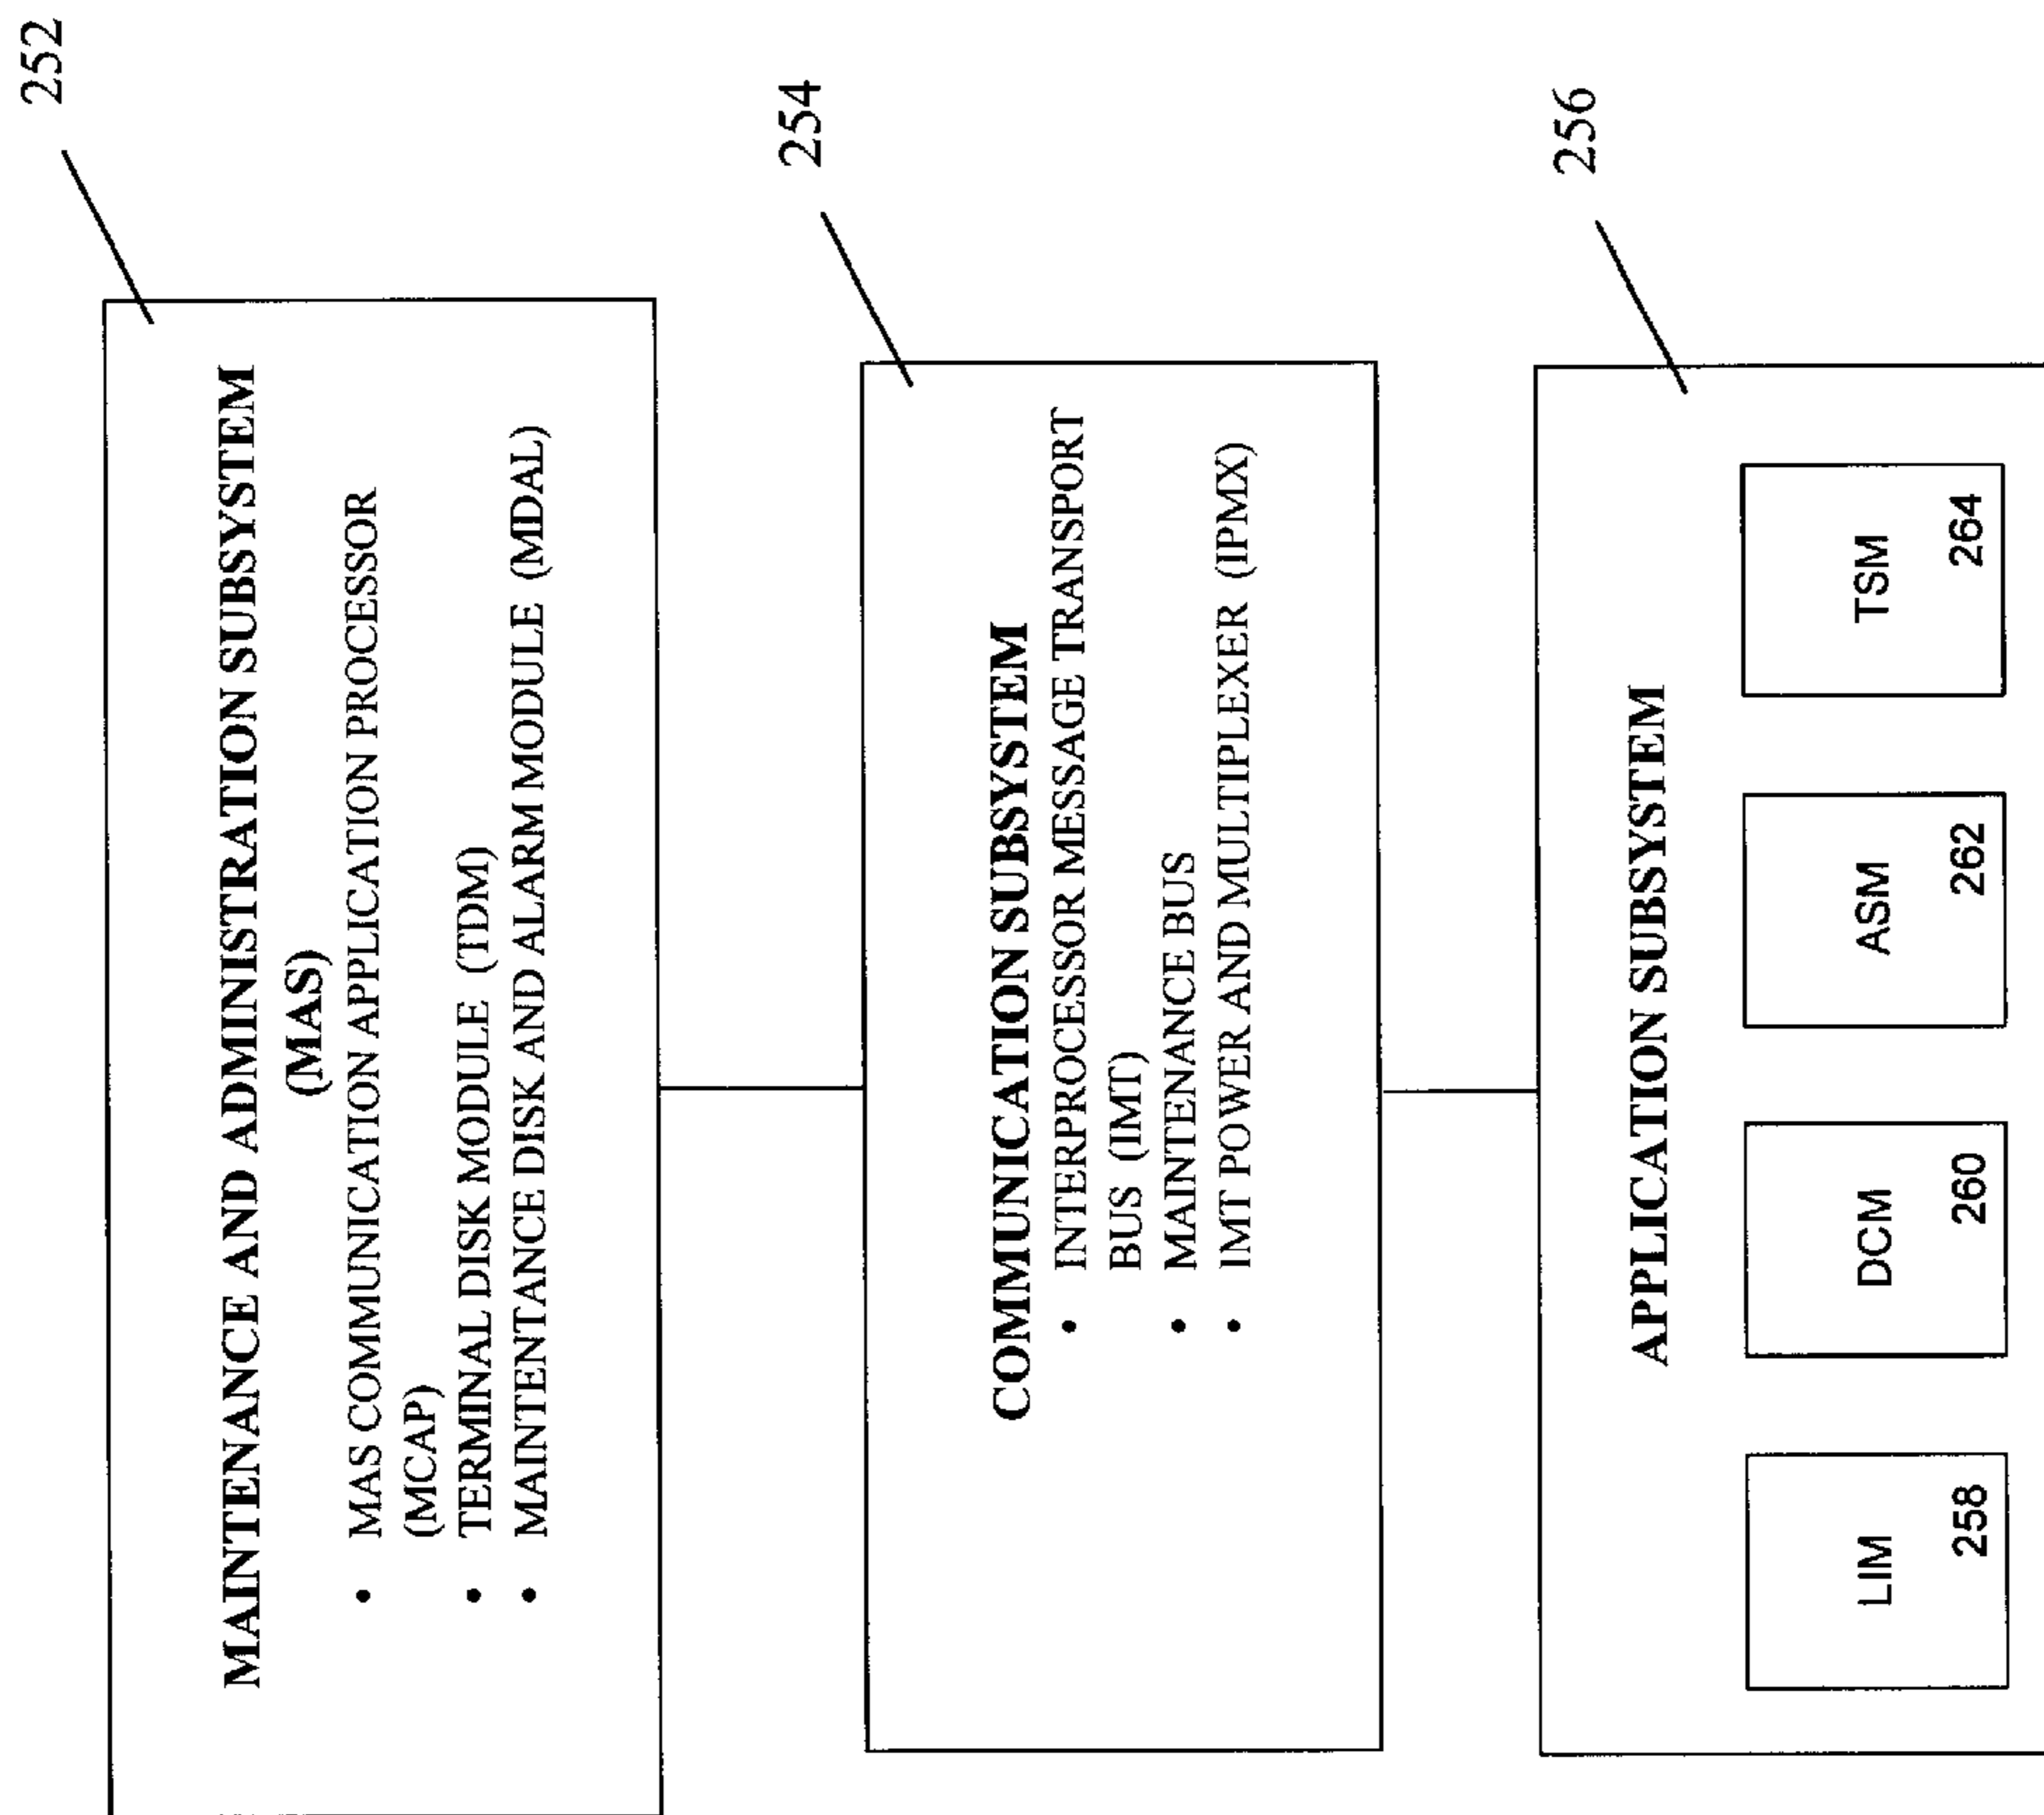 252
MAINTENANCE AND ADMINISTRATION SUBSYSTEM
(MAS)
• MAS COMMUNICATION APPLICATION PROCESSOR
(MCAP)
• TERMINAL DISK MODULE (TDM)
• MAINTENTANCE DISK AND ALARM MODULE (MDAL)
254
COMMUNICATION SUBSYSTEM
• INTERPROCESSOR MESSAGE TRANSPORT
BUS (IMT)
• MAINTENANCE BUS
• IMT POWER AND MULTIPLEXER (IPMX)
256
APPLICATION SUBSYSTEM
LIM
258
DCM
260
ASM
262
TSM
264